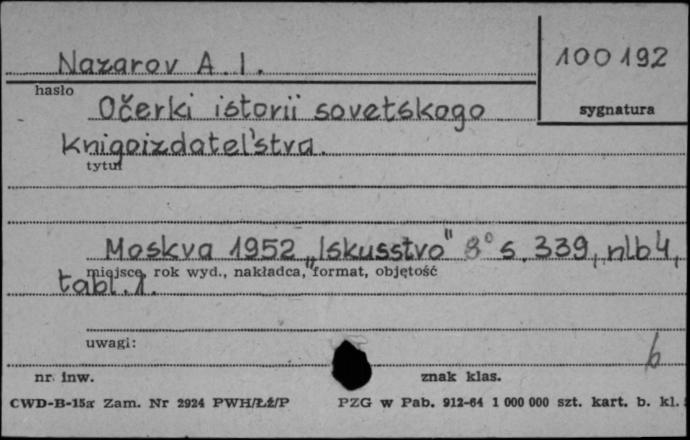 Nazarov A.I.
100192
hasło
sygnatura
Očerki istorii sovetskogo
knigoizdatel'stva.
tytuł
Moskva 1952 „Iskusstvo" 8° s. 339, nlb 4,
miejsce, rok wyd., nakładca, format, objętość
tabl. 1.
uwagi:
b
nr. inw.
znak klas.
CWD-B-15a Zam. Nr 2924 PWH/Łź/P PZG w Pab. 912-64 1 000 000 szt. kart. b. kl.